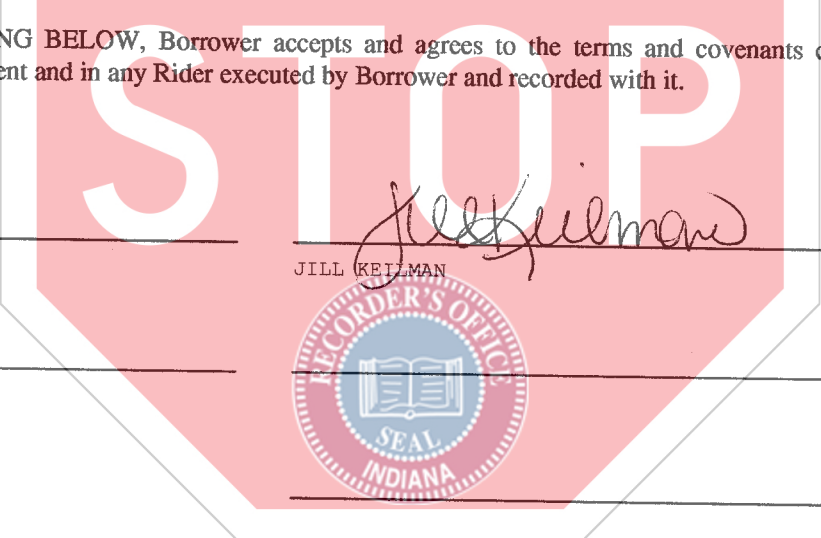 NG BELOW, Borrower accepts and agrees to the terms and covenants
ent and in any Rider executed by Borrower and recorded with it.
STOP
Jill Keilman
JILL KEILMAN
RECORDER'S OFFICE
SEAL
INDIANA